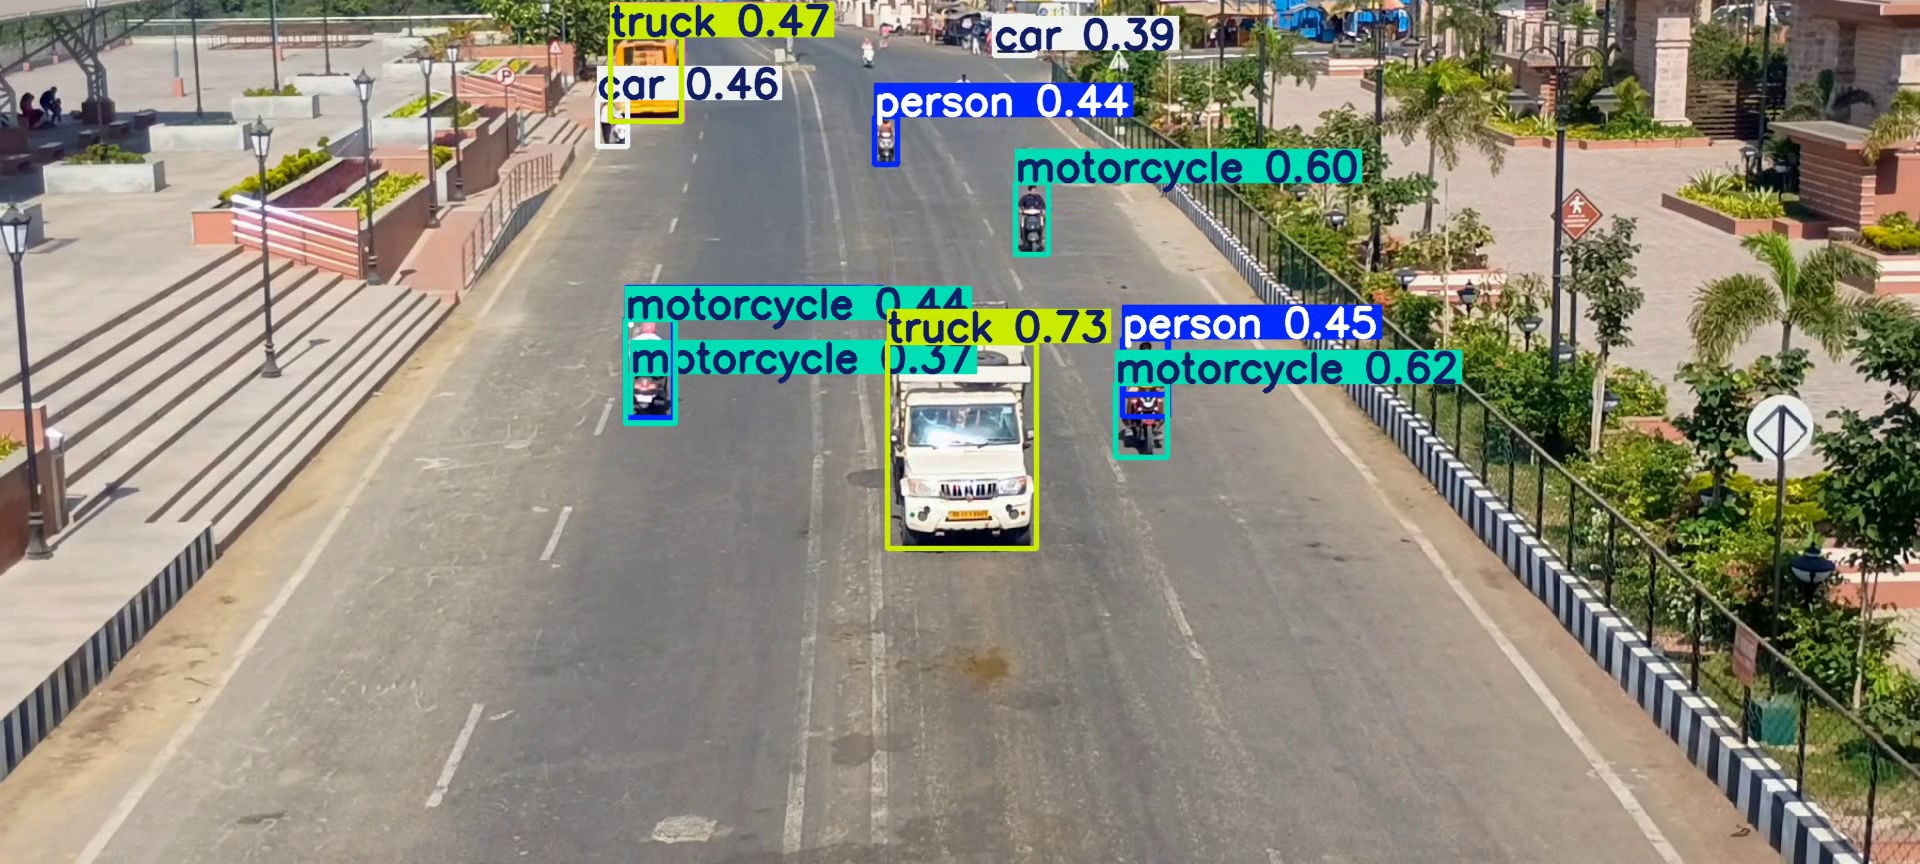 truck 0.47
car 0.39
car 0.46
person 0.44
motorcycle 0.60
motorcycle 0.44
truck 0.73
person 0.45
motorcycle 0.37
motorcycle 0.62
P